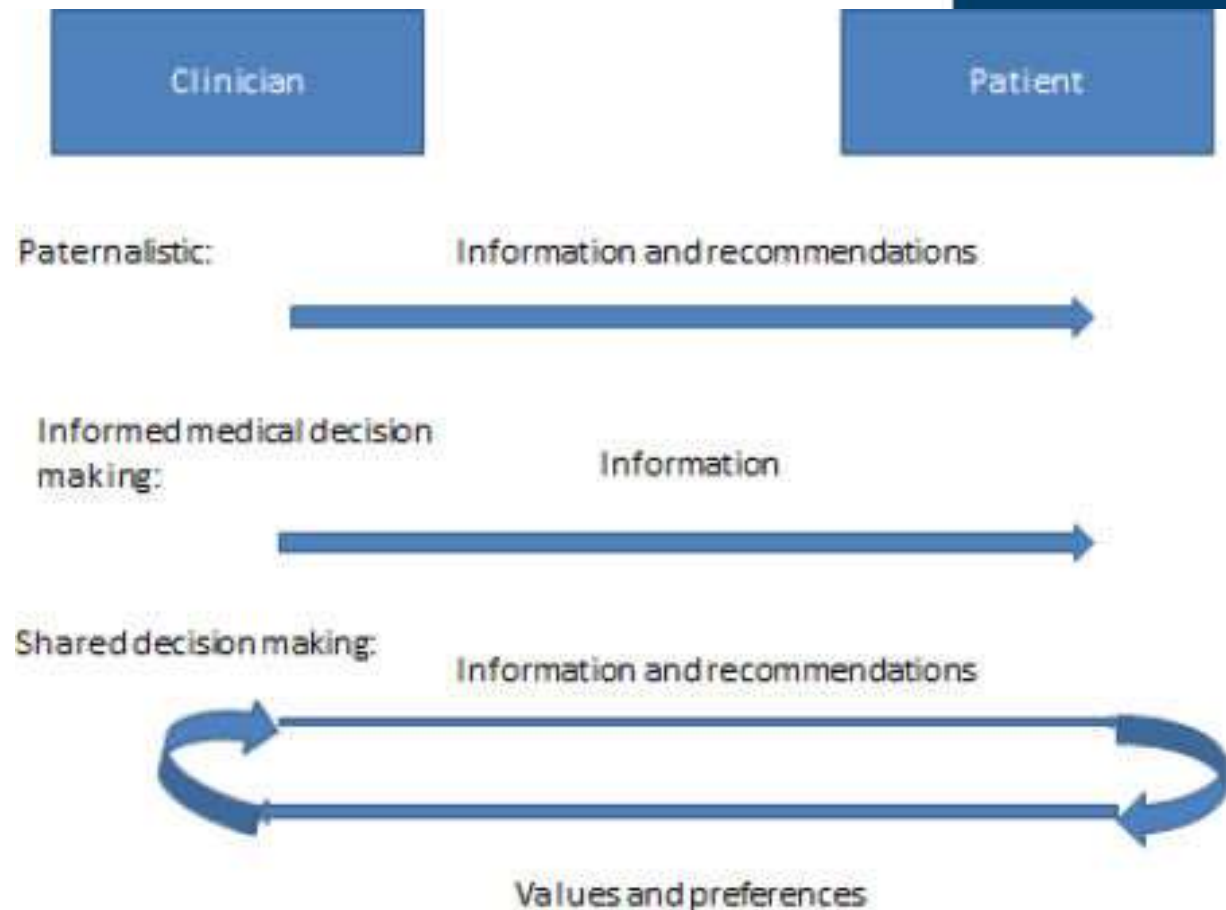 Clinician
Patient
Paternalistic:
Information and recommendations
Informed medical decision
making:
Information
Shared decision making:
Information and recommendations
Values and preferences